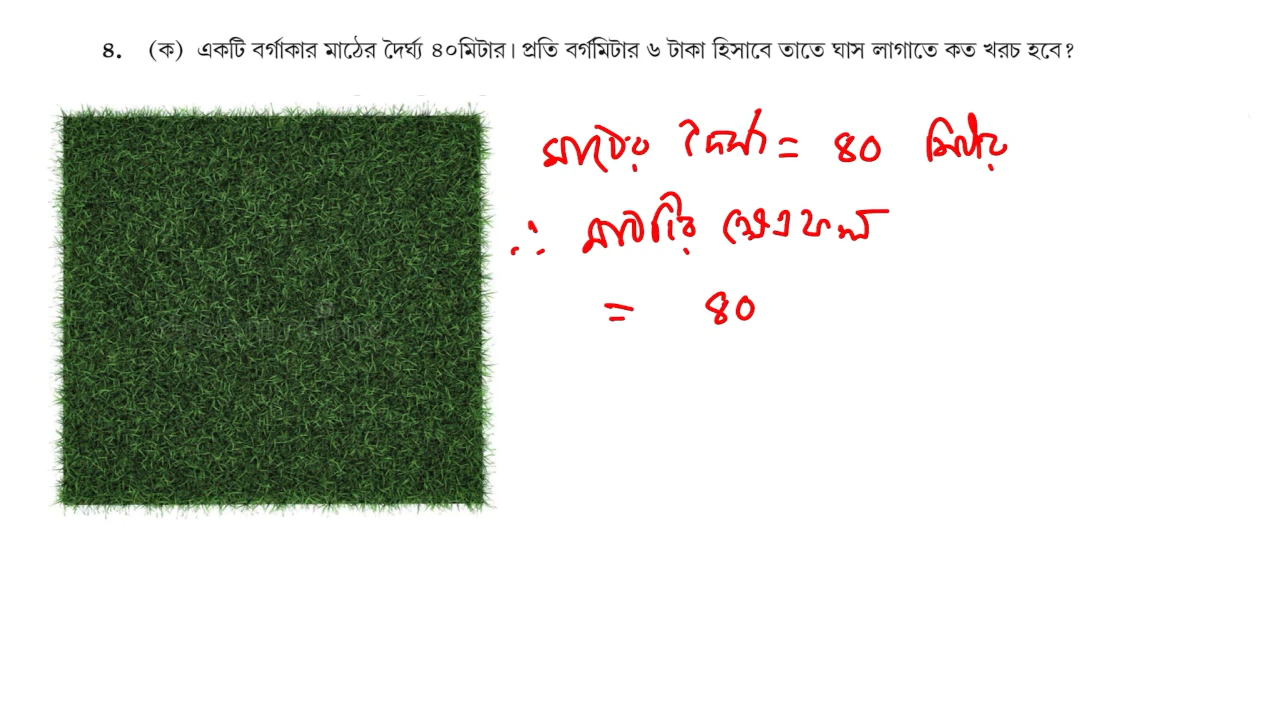 ৪. (ক) একটি বর্গাকার মাঠের দৈর্ঘ্য ৪০মিটার। প্রতি বর্গমিটার ৬ টাকা হিসাবে তাতে ঘাস লাগাতে কত খরচ হবে?
মাঠের দৈর্ঘ্য = ৪০ মিটার
∴ মাঠটির ক্ষেত্রফল
= ৪০